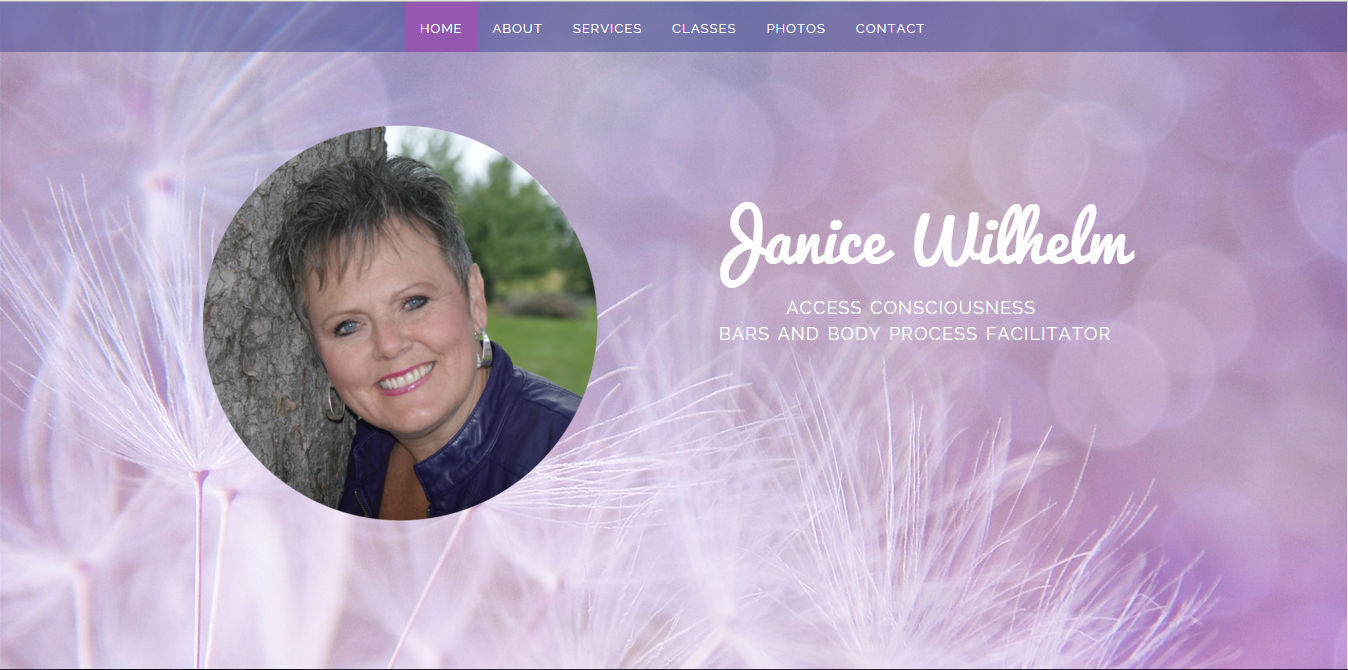 HOME ABOUT SERVICES CLASSES PHOTOS CONTACT
Janice Wilhelm
ACCESS CONSCIOUSNESS
BARS AND BODY PROCESS FACILITATOR